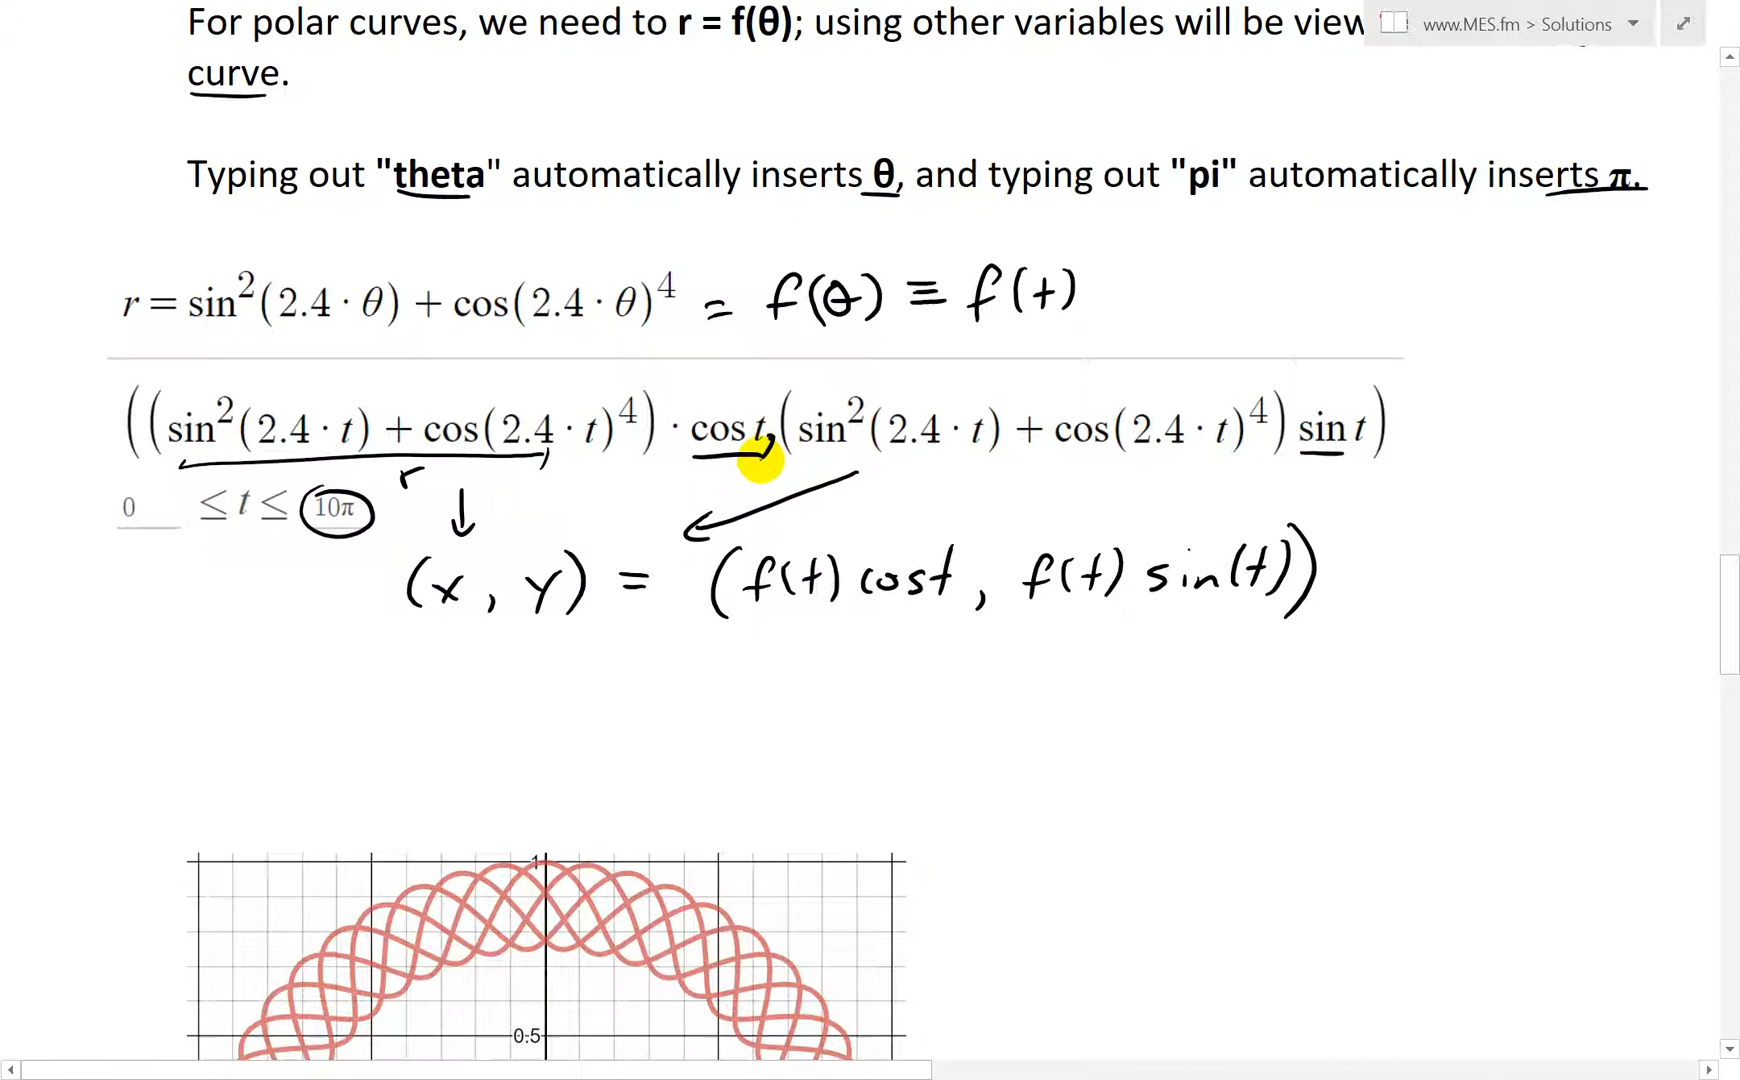 For polar curves, we need to r = f(θ); using other variables will be view
www.MES.fm > Solutions
curve.
Typing out "theta" automatically inserts θ, and typing out "pi" automatically inserts π.
r = sin²(2.4 · θ) + cos(2.4 · θ)⁴ = f(θ) ≡ f(t)
((sin²(2.4 · t) + cos(2.4 · t)⁴) · cos t, (sin²(2.4 · t) + cos(2.4 · t)⁴) sin t)
r
0 ≤ t ≤ 10π
(x, y) = (f(t) cos t, f(t) sin(t))
1
0.5